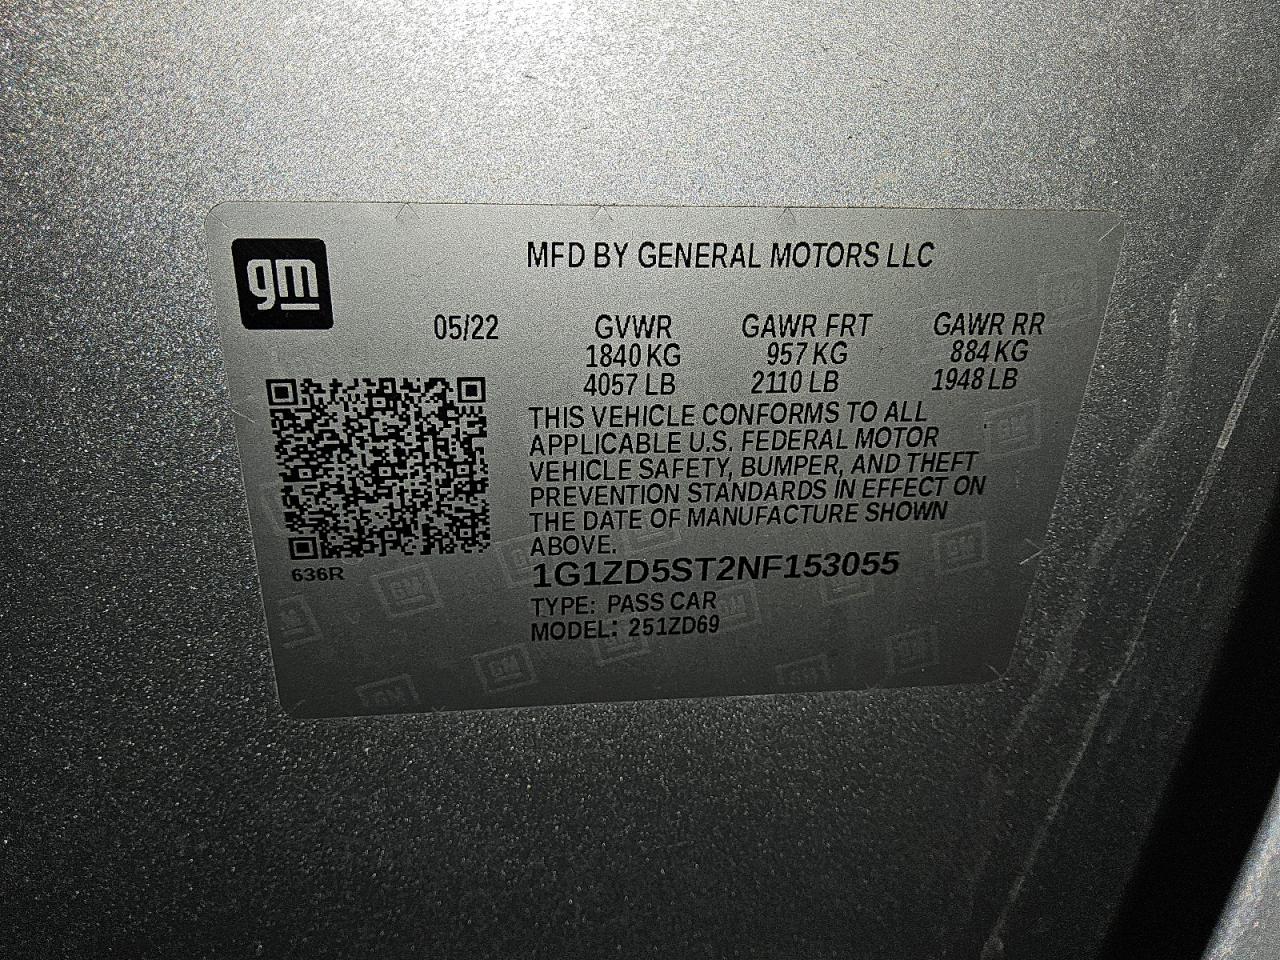 gm
MFD BY GENERAL MOTORS LLC
05/22 GVWR GAWR FRT GAWR RR
1840 KG 957 KG 884 KG
4057 LB 2110 LB 1948 LB
THIS VEHICLE CONFORMS TO ALL
APPLICABLE U.S. FEDERAL MOTOR
VEHICLE SAFETY, BUMPER, AND THEFT
PREVENTION STANDARDS IN EFFECT ON
THE DATE OF MANUFACTURE SHOWN
ABOVE.
636R
1G1ZD5ST2NF153055
TYPE: PASS CAR
MODEL: 251ZD69